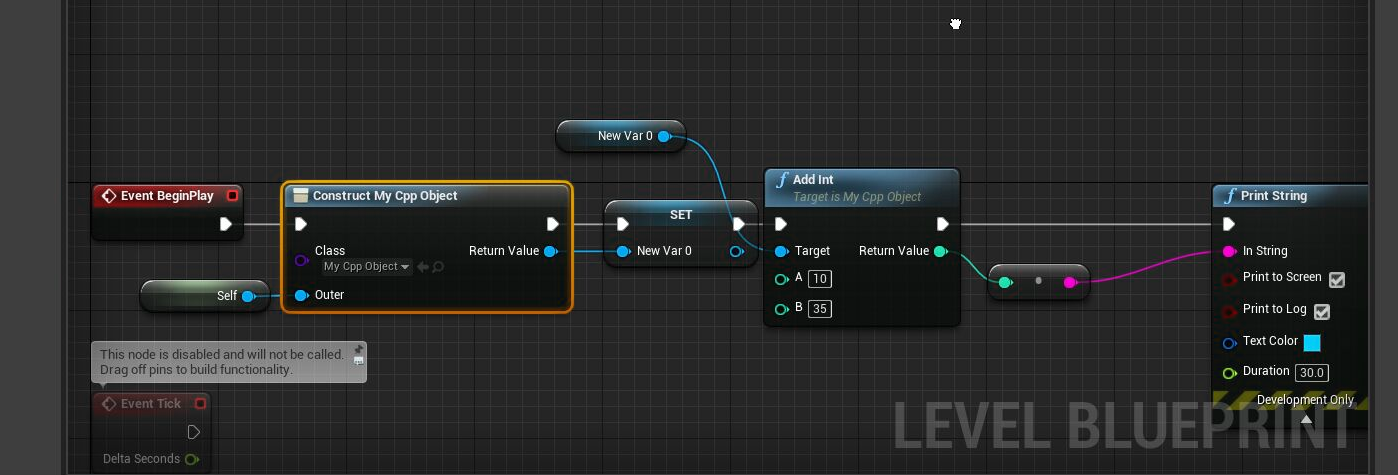 New Var 0
Event BeginPlay
Construct My Cpp Object
Class
My Cpp Object
Return Value
Self
Outer
SET
New Var 0
Add Int
Target is My Cpp Object
Target
Return Value
A 10
B 35
Print String
In String
Print to Screen
Print to Log
Text Color
Duration 30.0
Development Only
This node is disabled and will not be called.
Drag off pins to build functionality.
Event Tick
Delta Seconds
LEVEL BLUEPRINT